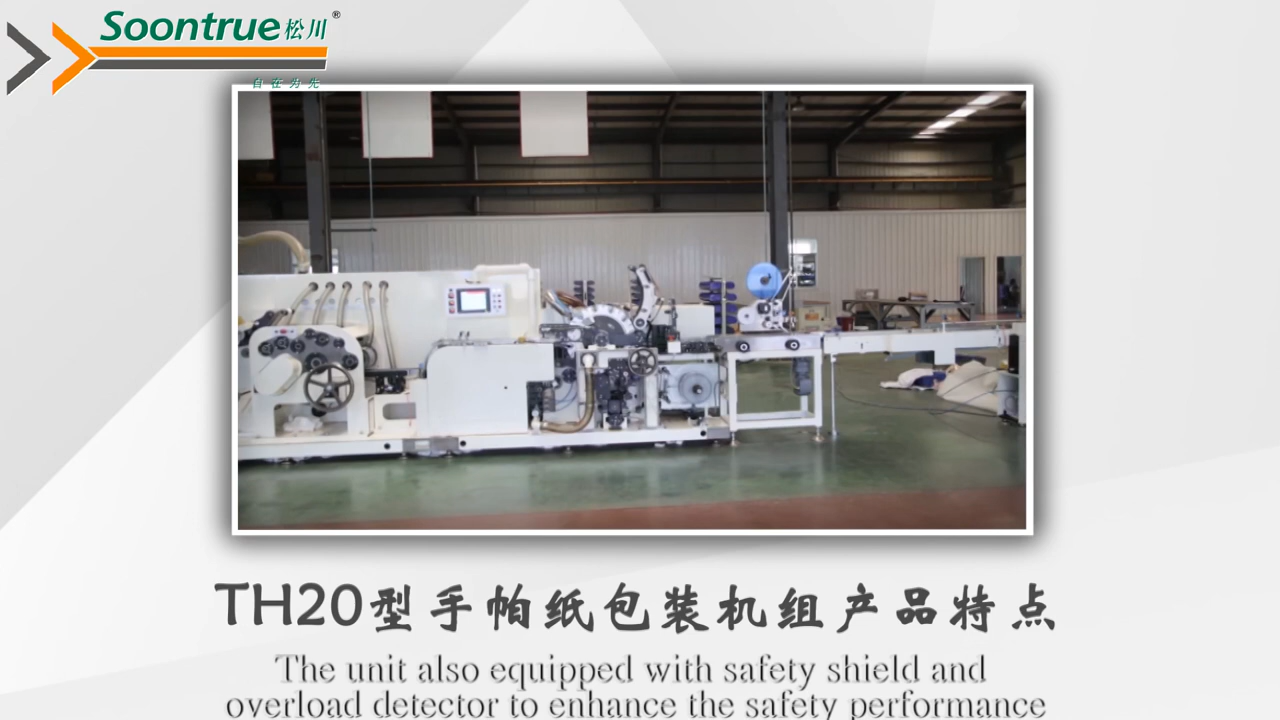 Soontrue松川®
自在为先
TH20型手帕纸包装机组产品特点
The unit also equipped with safety shield and
overload detector to enhance the safety performance